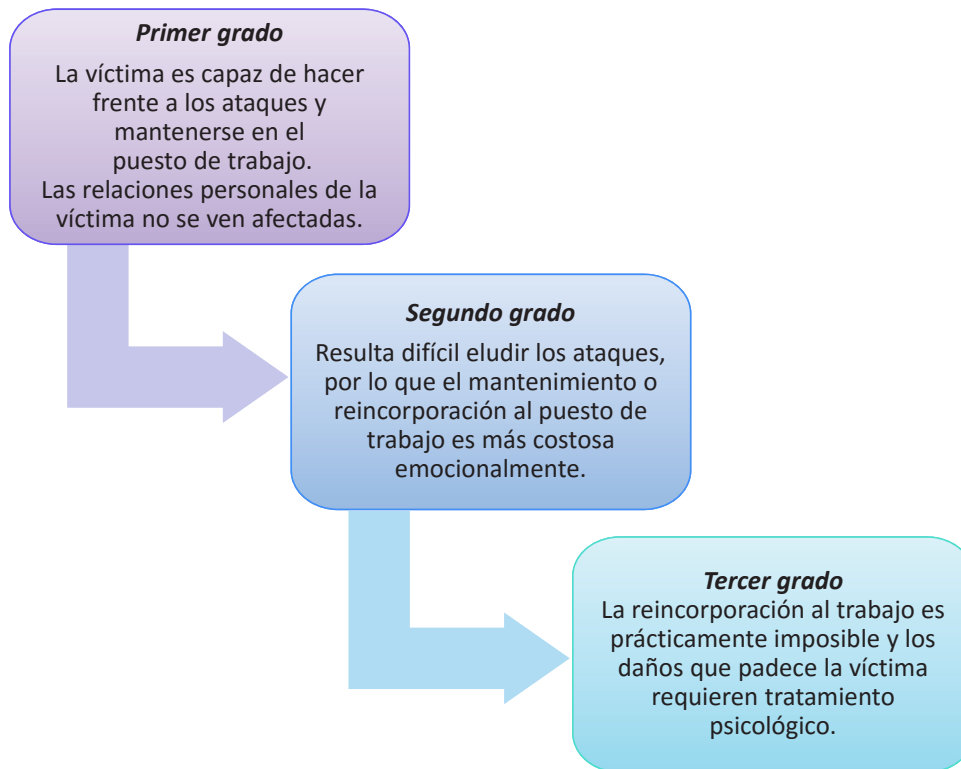 Primer grado
La víctima es capaz de hacer
frente a los ataques y
mantenerse en el
puesto de trabajo.
Las relaciones personales de la
víctima no se ven afectadas.
Segundo grado
Resulta difícil eludir los ataques,
por lo que el mantenimiento o
reincorporación al puesto de
trabajo es más costosa
emocionalmente.
Tercer grado
La reincorporación al trabajo es
prácticamente imposible y los
daños que padece la víctima
requieren tratamiento
psicológico.